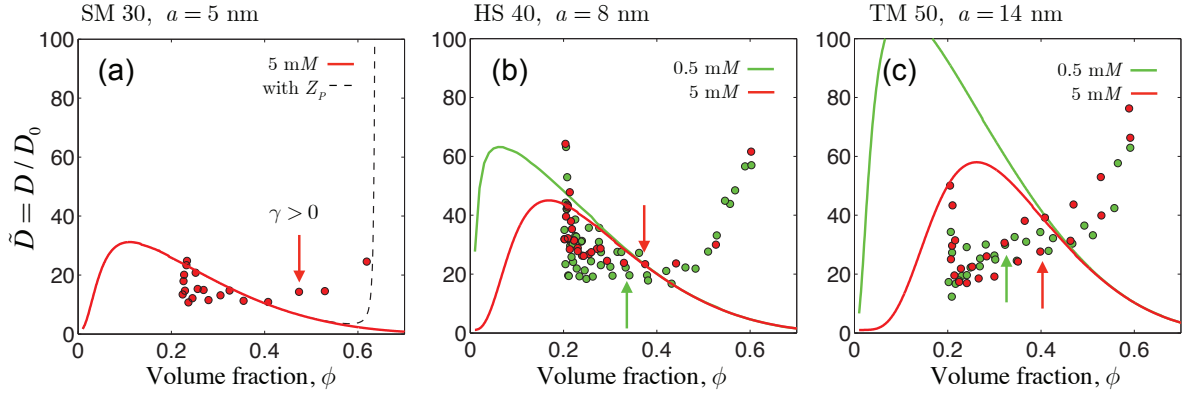 SM 30, a = 5 nm
HS 40, a = 8 nm
TM 50, a = 14 nm
(a)
5 mM
with Z_P
γ > 0
(b)
0.5 mM
5 mM
(c)
0.5 mM
5 mM
D̃ = D / D₀
100
80
60
40
20
0
0
0.2
0.4
0.6
Volume fraction, ϕ
100
80
60
40
20
0
0
0.2
0.4
0.6
Volume fraction, ϕ
100
80
60
40
20
0
0
0.2
0.4
0.6
Volume fraction, ϕ